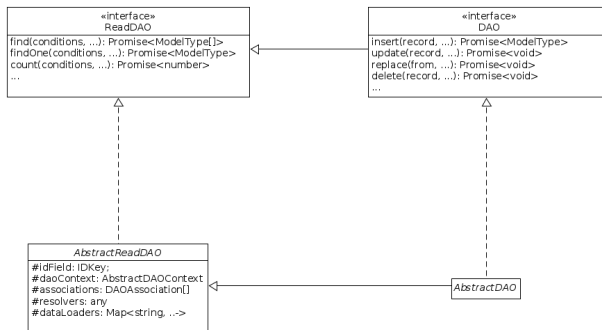 «interface»
ReadDAO
find(conditions, ...): Promise<ModelType[]>
findOne(conditions, ...): Promise<ModelType>
count(conditions, ...): Promise<number>
...
«interface»
DAO
insert(record, ...): Promise<ModelType>
update(record, ...): Promise<void>
replace(from, ...): Promise<void>
delete(record, ...): Promise<void>
...
AbstractReadDAO
#idField: IDKey;
#daoContext: AbstractDAOContext
#associations: DAOAssociation[]
#resolvers: any
#dataLoaders: Map<string, ..->
AbstractDAO